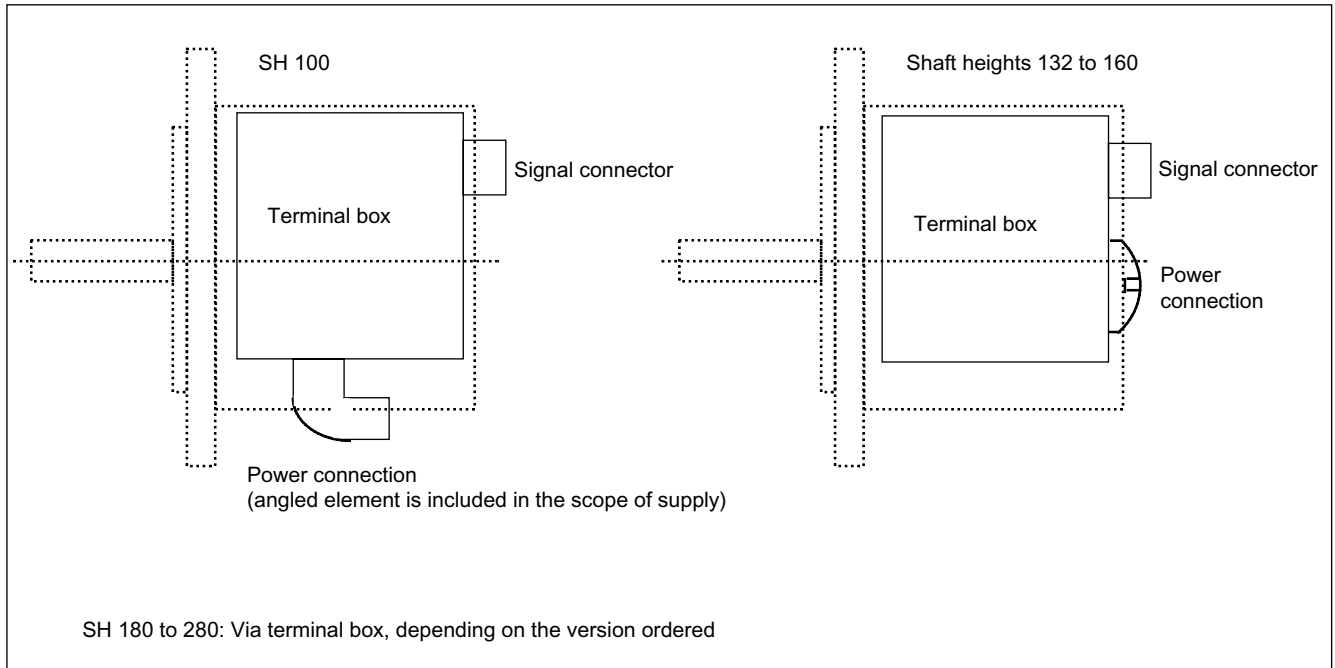 SH 100
Signal connector
Terminal box
Power connection
(angled element is included in the scope of supply)
Shaft heights 132 to 160
Signal connector
Terminal box
Power
connection
SH 180 to 280: Via terminal box, depending on the version ordered